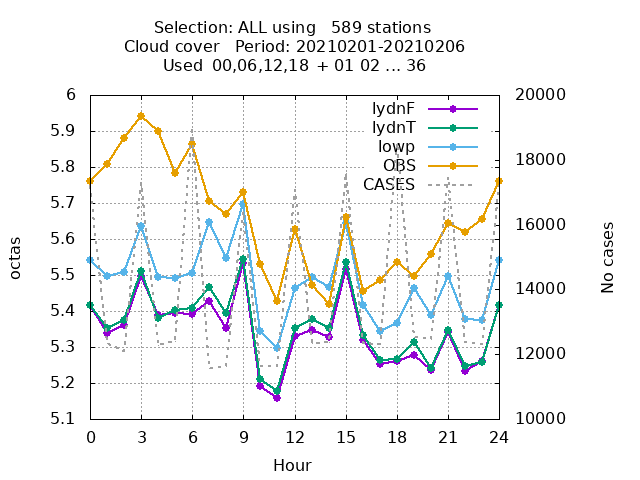 Selection: ALL using   589 stations
Cloud cover   Period: 20210201-20210206
Used  00,06,12,18  + 01 02 ... 36
6
5.9
5.8
5.7
5.6
5.5
5.4
5.3
5.2
5.1
octas
lydnF
lydnT
lowp
OBS
CASES
20000
18000
16000
14000
12000
10000
No cases
0 3 6 9 12 15 18 21 24
Hour